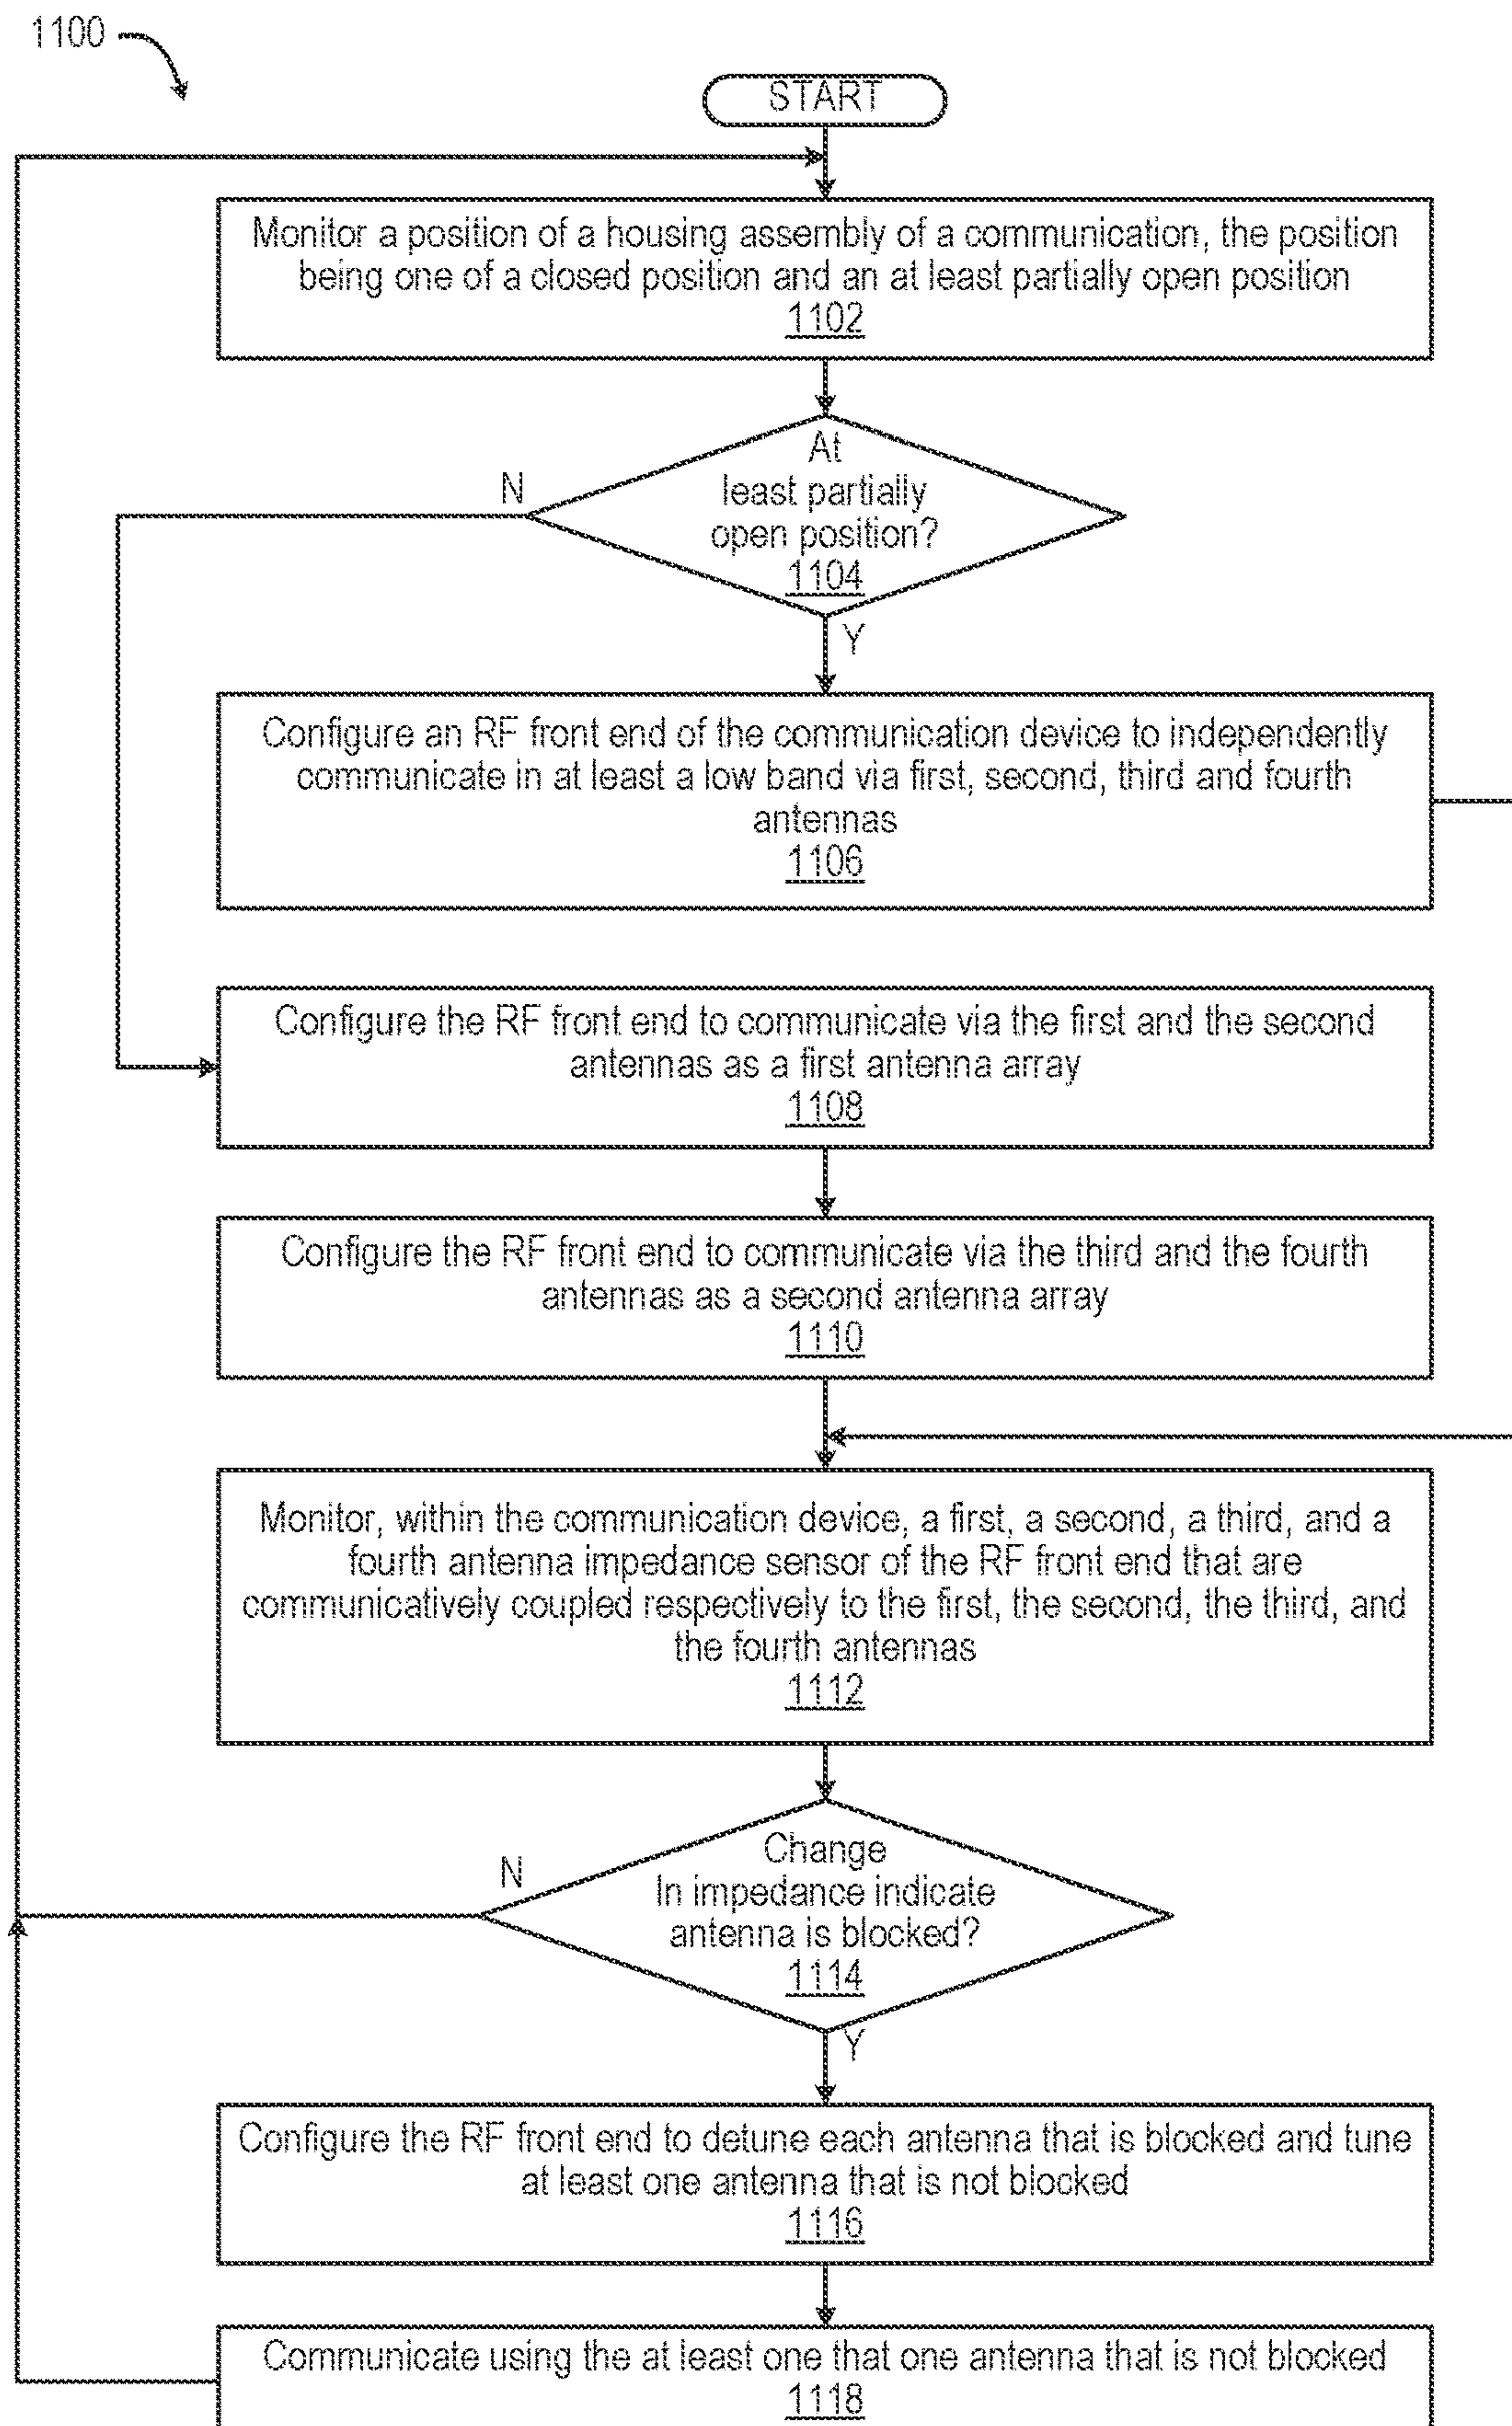 1100
START
Monitor a position of a housing assembly of a communication, the position
being one of a closed position and an at least partially open position
1102
At
least partially
open position?
1104
N
Y
Configure an RF front end of the communication device to independently
communicate in at least a low band via first, second, third and fourth
antennas
1106
Configure the RF front end to communicate via the first and the second
antennas as a first antenna array
1108
Configure the RF front end to communicate via the third and the fourth
antennas as a second antenna array
1110
Monitor, within the communication device, a first, a second, a third, and a
fourth antenna impedance sensor of the RF front end that are
communicatively coupled respectively to the first, the second, the third, and
the fourth antennas
1112
Change
In impedance indicate
antenna is blocked?
1114
N
Y
Configure the RF front end to detune each antenna that is blocked and tune
at least one antenna that is not blocked
1116
Communicate using the at least one that one antenna that is not blocked
1118